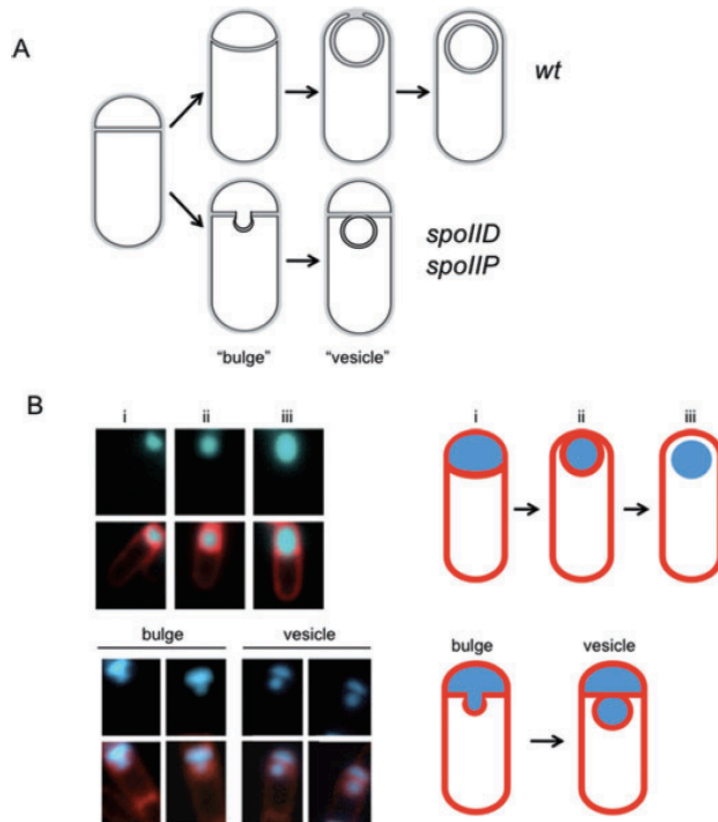 A
wt
spoIID
spoIIP
"bulge"
"vesicle"
B
i ii iii
i ii iii
bulge vesicle
bulge vesicle